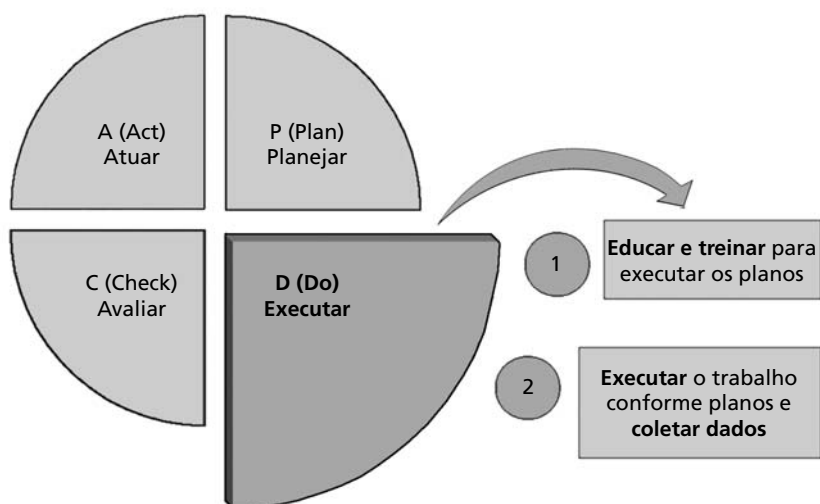 A (Act)
Atuar
P (Plan)
Planejar
C (Check)
Avaliar
D (Do)
Executar
1
Educar e treinar para
executar os planos
2
Executar o trabalho
conforme planos e
coletar dados